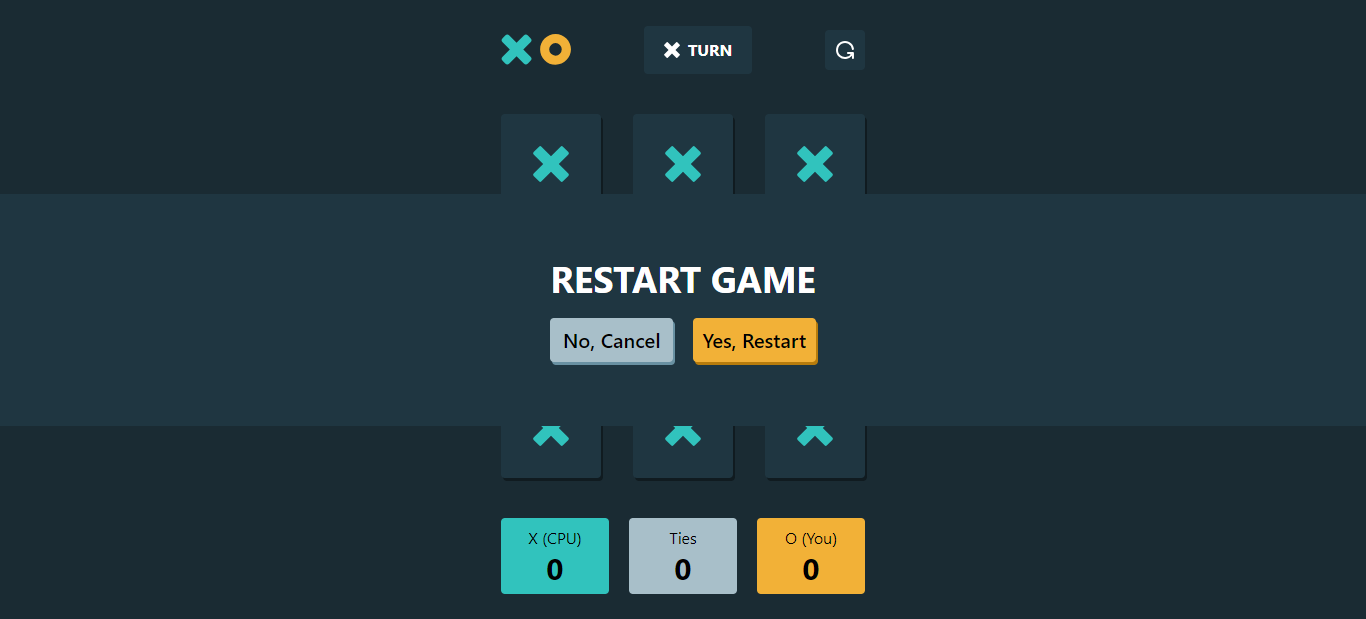 TURN
RESTART GAME
No, Cancel
Yes, Restart
X (CPU)
0
Ties
0
O (You)
0